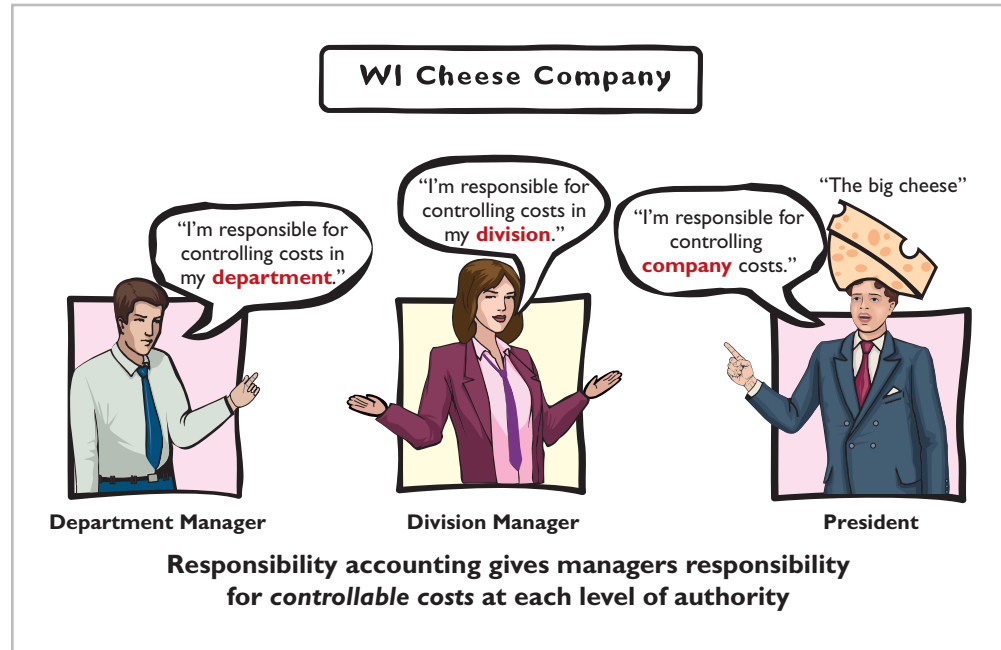 WI Cheese Company
“I’m responsible for
controlling costs in
my department.”
“I’m responsible for
controlling costs in
my division.”
“The big cheese”
“I’m responsible for
controlling
company costs.”
Department Manager
Division Manager
President
Responsibility accounting gives managers responsibility
for controllable costs at each level of authority